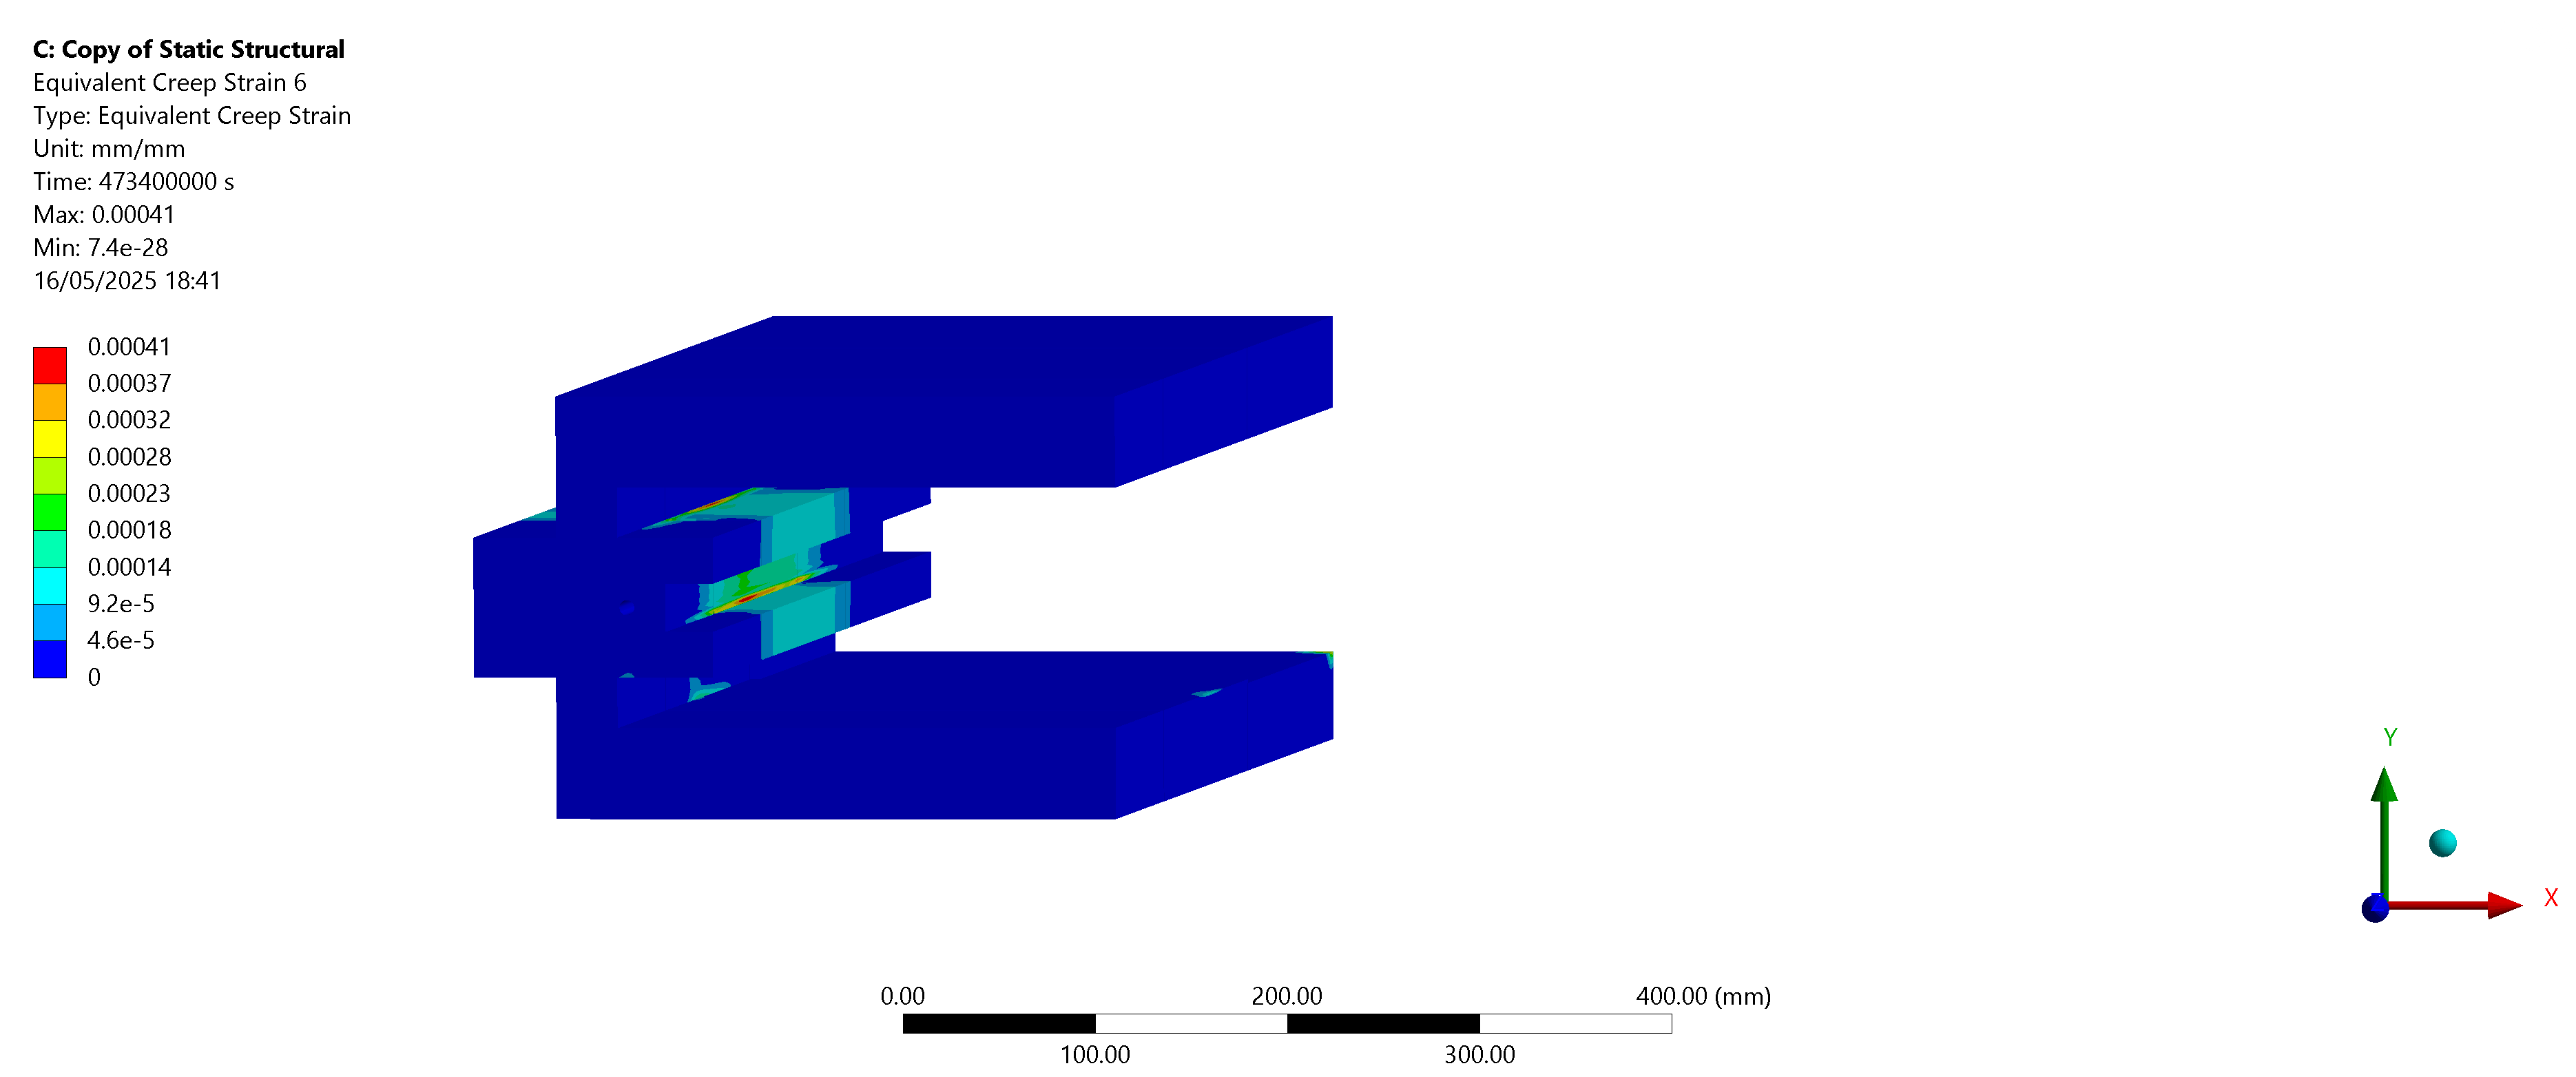 C: Copy of Static Structural
Equivalent Creep Strain 6
Type: Equivalent Creep Strain
Unit: mm/mm
Time: 473400000 s
Max: 0.00041
Min: 7.4e-28
16/05/2025 18:41
0.00041
0.00037
0.00032
0.00028
0.00023
0.00018
0.00014
9.2e-5
4.6e-5
0
Y
X
0.00 200.00 400.00 (mm)
100.00 300.00